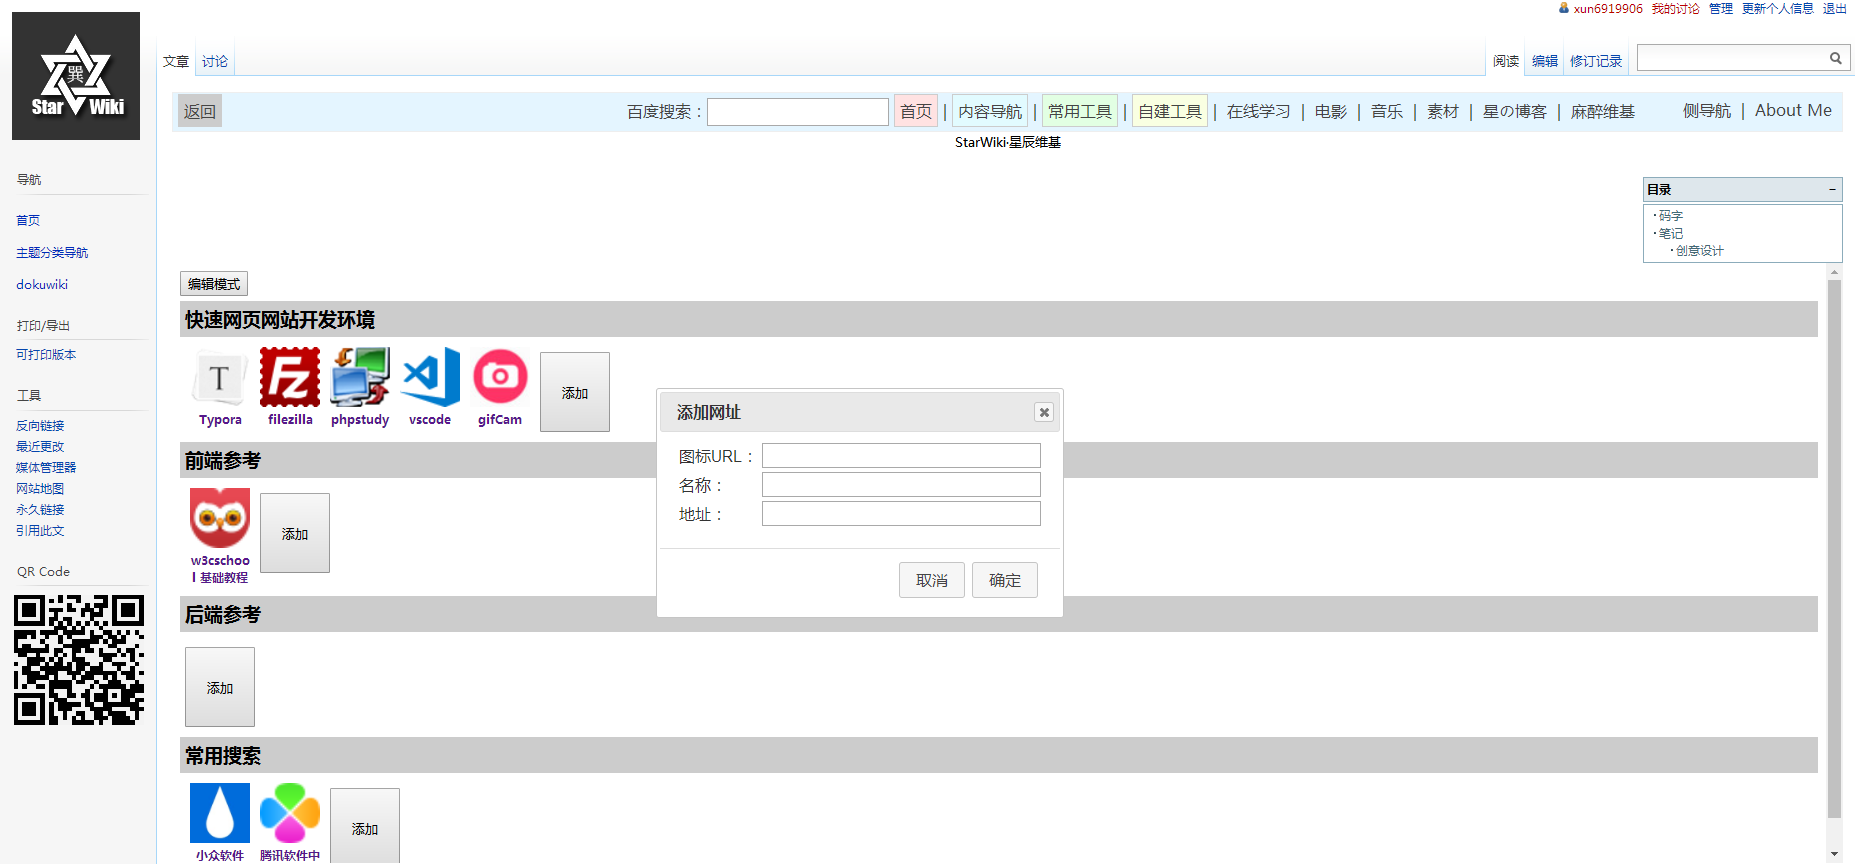 xun6919906 我的讨论 管理 更新个人信息 退出
巽
Star Wiki
文章 讨论
阅读 编辑 修订记录
返回
百度搜索： 首页 | 内容导航 | 常用工具 | 自建工具 | 在线学习 | 电影 | 音乐 | 素材 | 星の博客 | 麻醉维基 侧导航 | About Me
StarWiki·星辰维基
导航
首页
主题分类导航
dokuwiki
打印/导出
可打印版本
工具
反向链接
最近更改
媒体管理器
网站地图
永久链接
引用此文
QR Code
目录 −
·码字
·笔记
·创意设计
编辑模式
快速网页网站开发环境
T
Fz
Typora filezilla phpstudy vscode gifCam 添加
前端参考
w3cschoo
l 基础教程
添加
后端参考
添加
常用搜索
小众软件 腾讯软件中 添加
添加网址
图标URL：
名称：
地址：
取消 确定